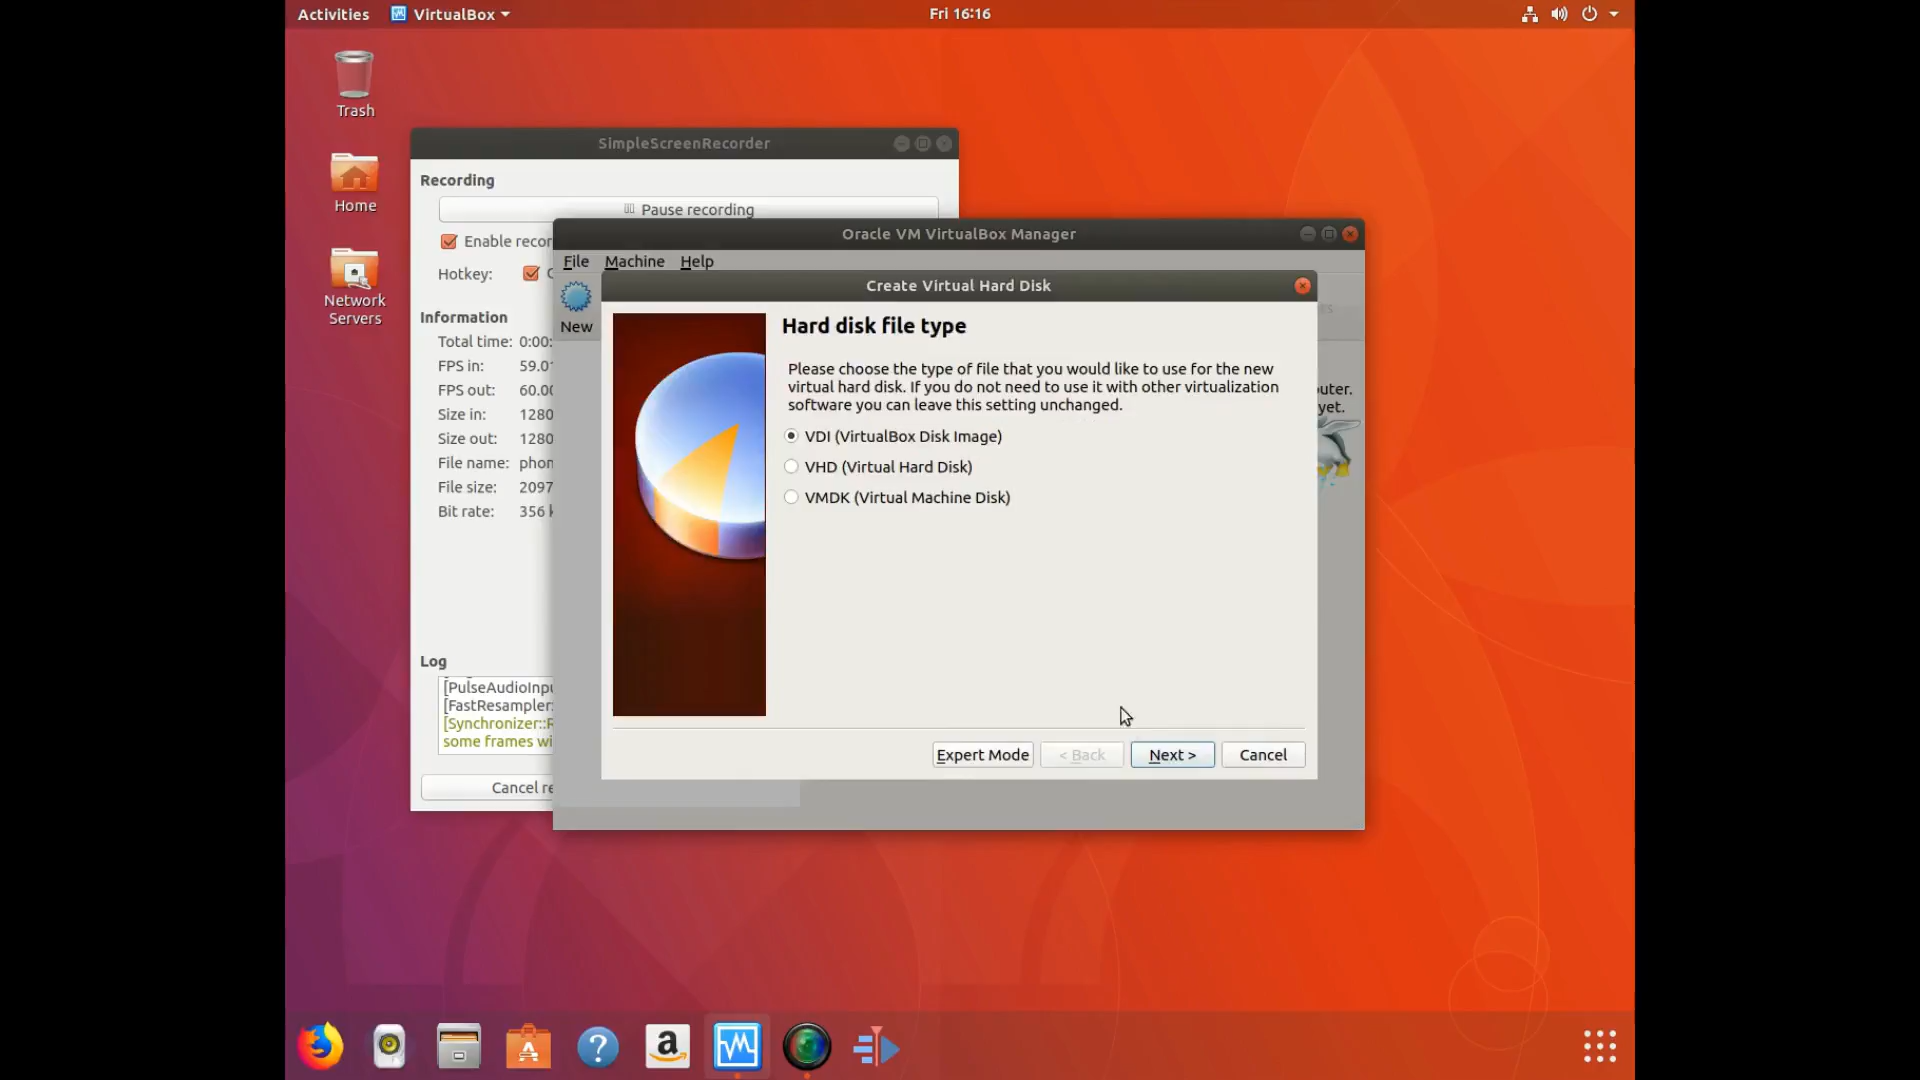 Activities
VirtualBox
Fri 16:16
Trash
Home
Network
Servers
SimpleScreenRecorder
Recording
Pause recording
Enable recor
Hotkey:
Information
Total time: 0:00:
FPS in: 59.01
FPS out: 60.00
Size in: 1280
Size out: 1280
File name: phon
File size: 2097
Bit rate: 356 k
Log
[PulseAudioInpu
[FastResampler:
[Synchronizer::R
some frames wi
Cancel re
Oracle VM VirtualBox Manager
File Machine Help
New
Create Virtual Hard Disk
Hard disk file type
Please choose the type of file that you would like to use for the new
virtual hard disk. If you do not need to use it with other virtualization
software you can leave this setting unchanged.
VDI (VirtualBox Disk Image)
VHD (Virtual Hard Disk)
VMDK (Virtual Machine Disk)
Expert Mode
< Back
Next >
Cancel
uter.
yet.